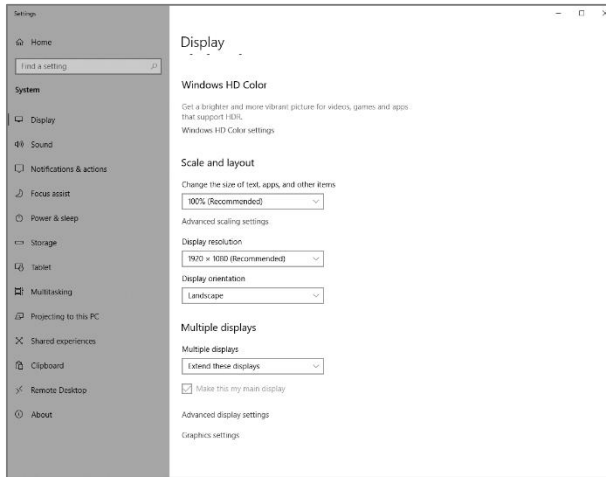 Settings
Home
Find a setting
System
Display
Sound
Notifications & actions
Focus assist
Power & sleep
Storage
Tablet
Multitasking
Projecting to this PC
Shared experiences
Clipboard
Remote Desktop
About
Display
Windows HD Color
Get a brighter and more vibrant picture for videos, games and apps
that support HDR.
Windows HD Color settings
Scale and layout
Change the size of text, apps, and other items
100% (Recommended)
Advanced scaling settings
Display resolution
1920 × 1080 (Recommended)
Display orientation
Landscape
Multiple displays
Multiple displays
Extend these displays
Make this my main display
Advanced display settings
Graphics settings